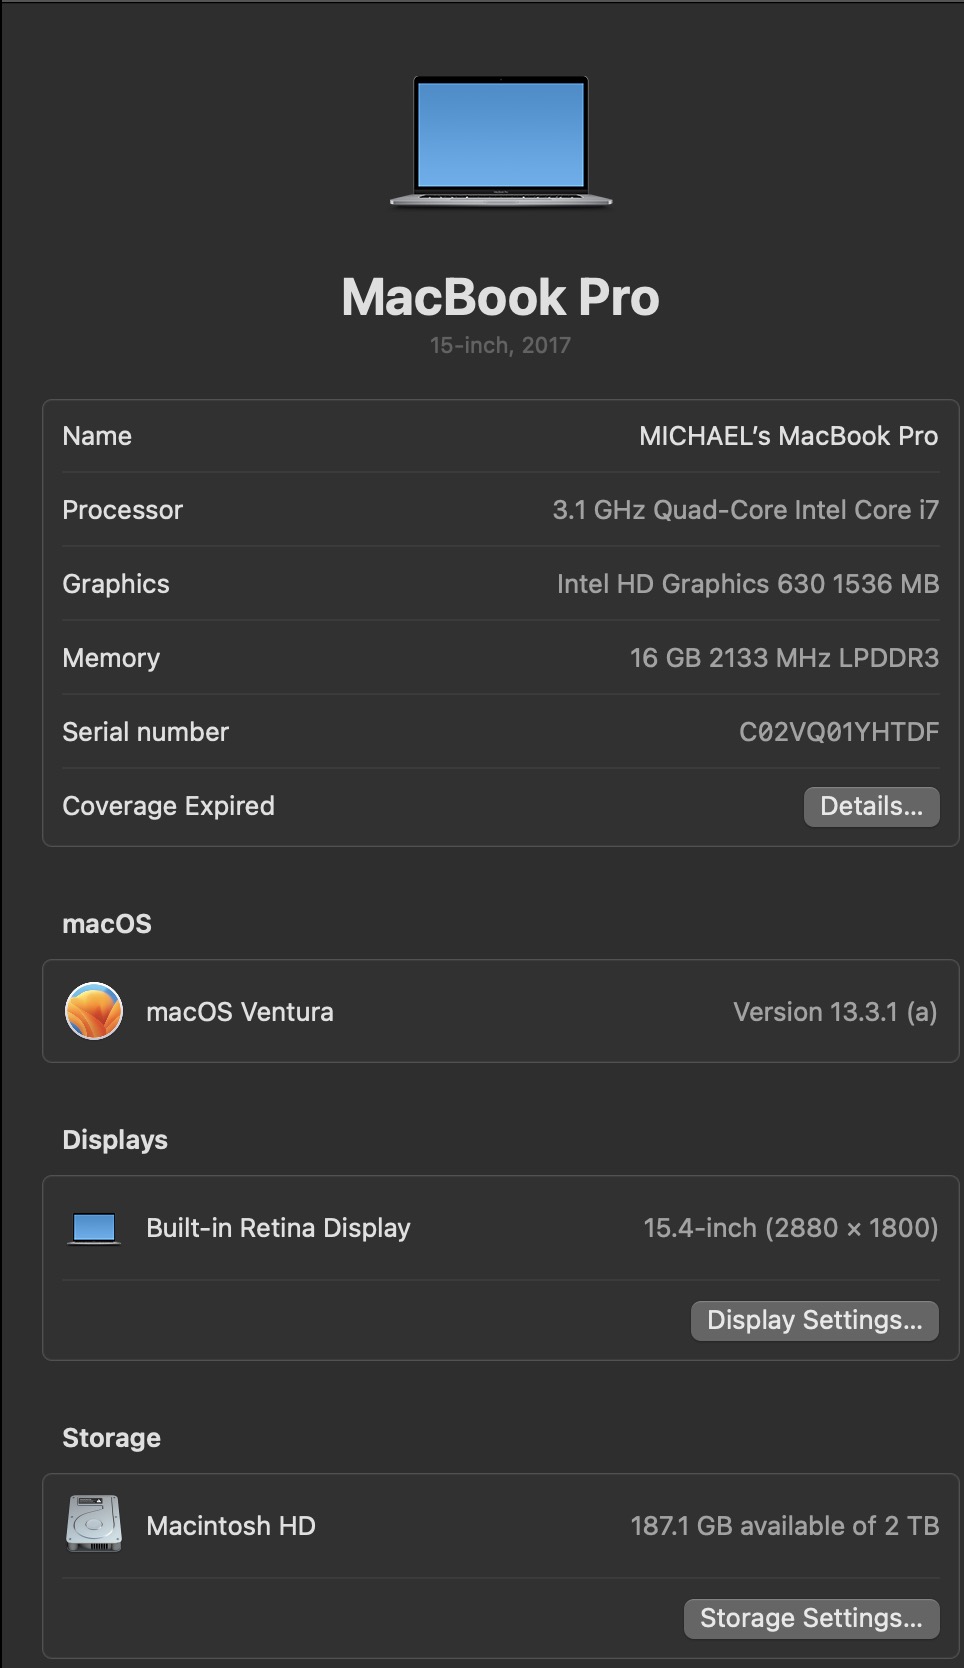 MacBook Pro
15-inch, 2017
Name MICHAEL’s MacBook Pro
Processor 3.1 GHz Quad-Core Intel Core i7
Graphics Intel HD Graphics 630 1536 MB
Memory 16 GB 2133 MHz LPDDR3
Serial number C02VQ01YHTDF
Coverage Expired Details...
macOS
macOS Ventura Version 13.3.1 (a)
Displays
Built-in Retina Display 15.4-inch (2880 × 1800)
Display Settings...
Storage
Macintosh HD 187.1 GB available of 2 TB
Storage Settings...